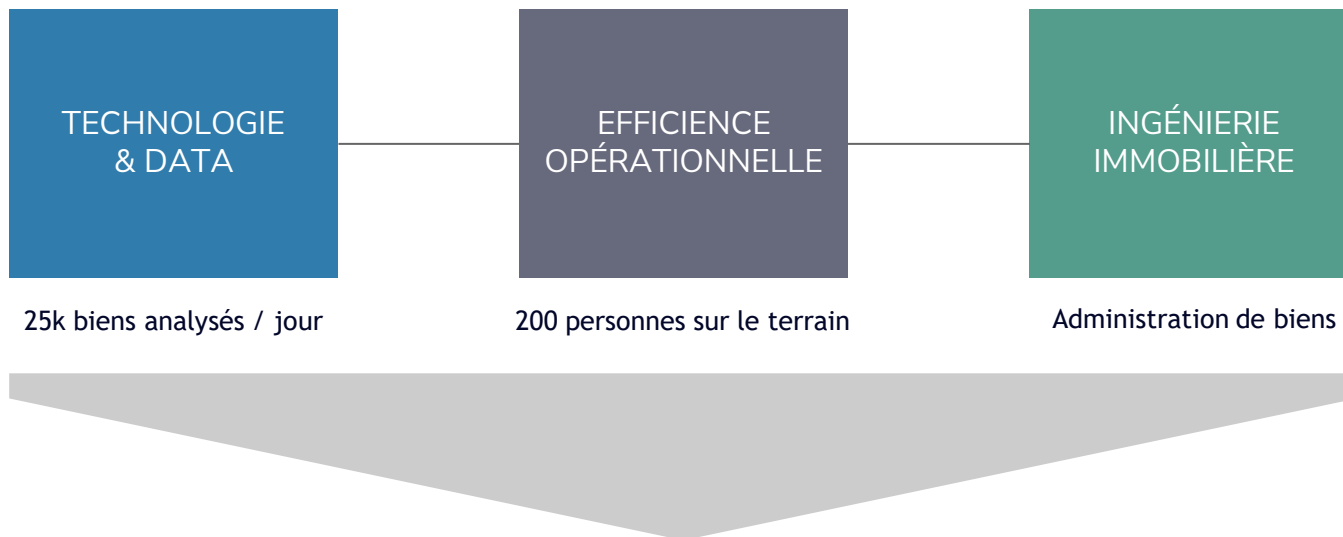 TECHNOLOGIE
& DATA
EFFICIENCE
OPÉRATIONNELLE
INGÉNIERIE
IMMOBILIÈRE
25k biens analysés / jour
200 personnes sur le terrain
Administration de biens